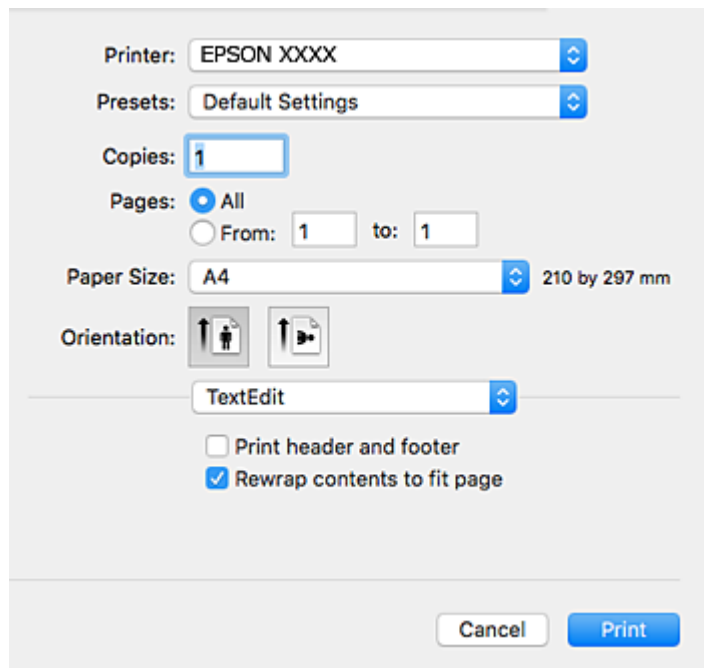 Printer: EPSON XXXX
Presets: Default Settings
Copies: 1
Pages: All
From: 1 to: 1
Paper Size: A4 210 by 297 mm
Orientation:
TextEdit
Print header and footer
Rewrap contents to fit page
Cancel Print